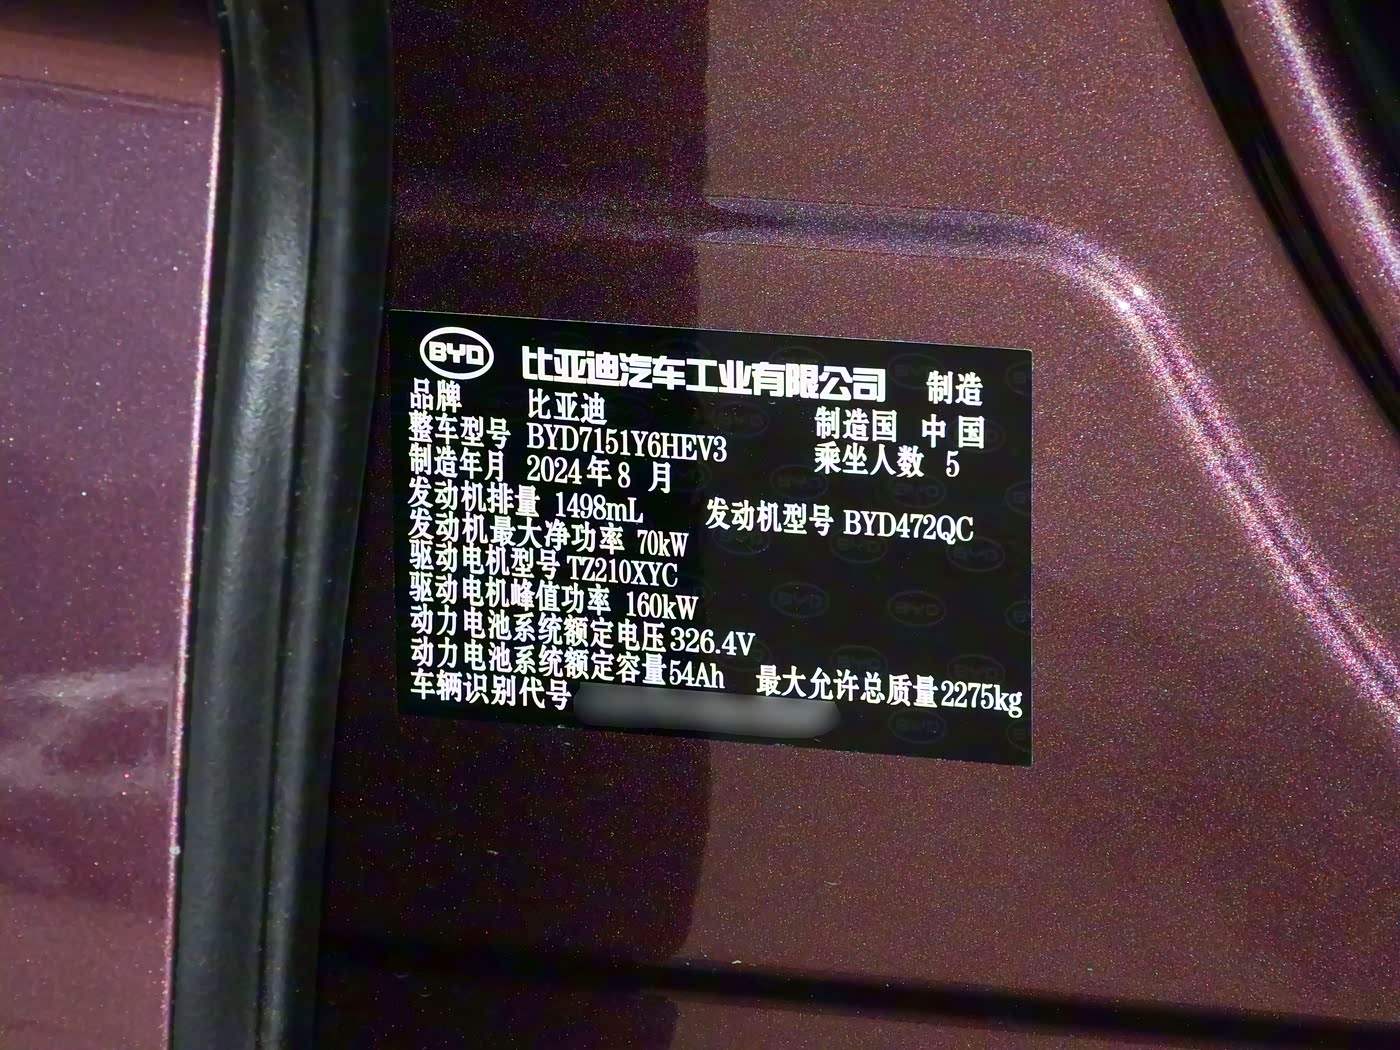 BYD 比亚迪汽车工业有限公司 制造
品牌 比亚迪 制造国 中国
整车型号 BYD7151Y6HEV3 乘坐人数 5
制造年月 2024年8月
发动机排量 1498mL 发动机型号 BYD472QC
发动机最大净功率 70kW
驱动电机型号 TZ210XYC
驱动电机峰值功率 160kW
动力电池系统额定电压 326.4V
动力电池系统额定容量 54Ah 最大允许总质量 2275kg
车辆识别代号